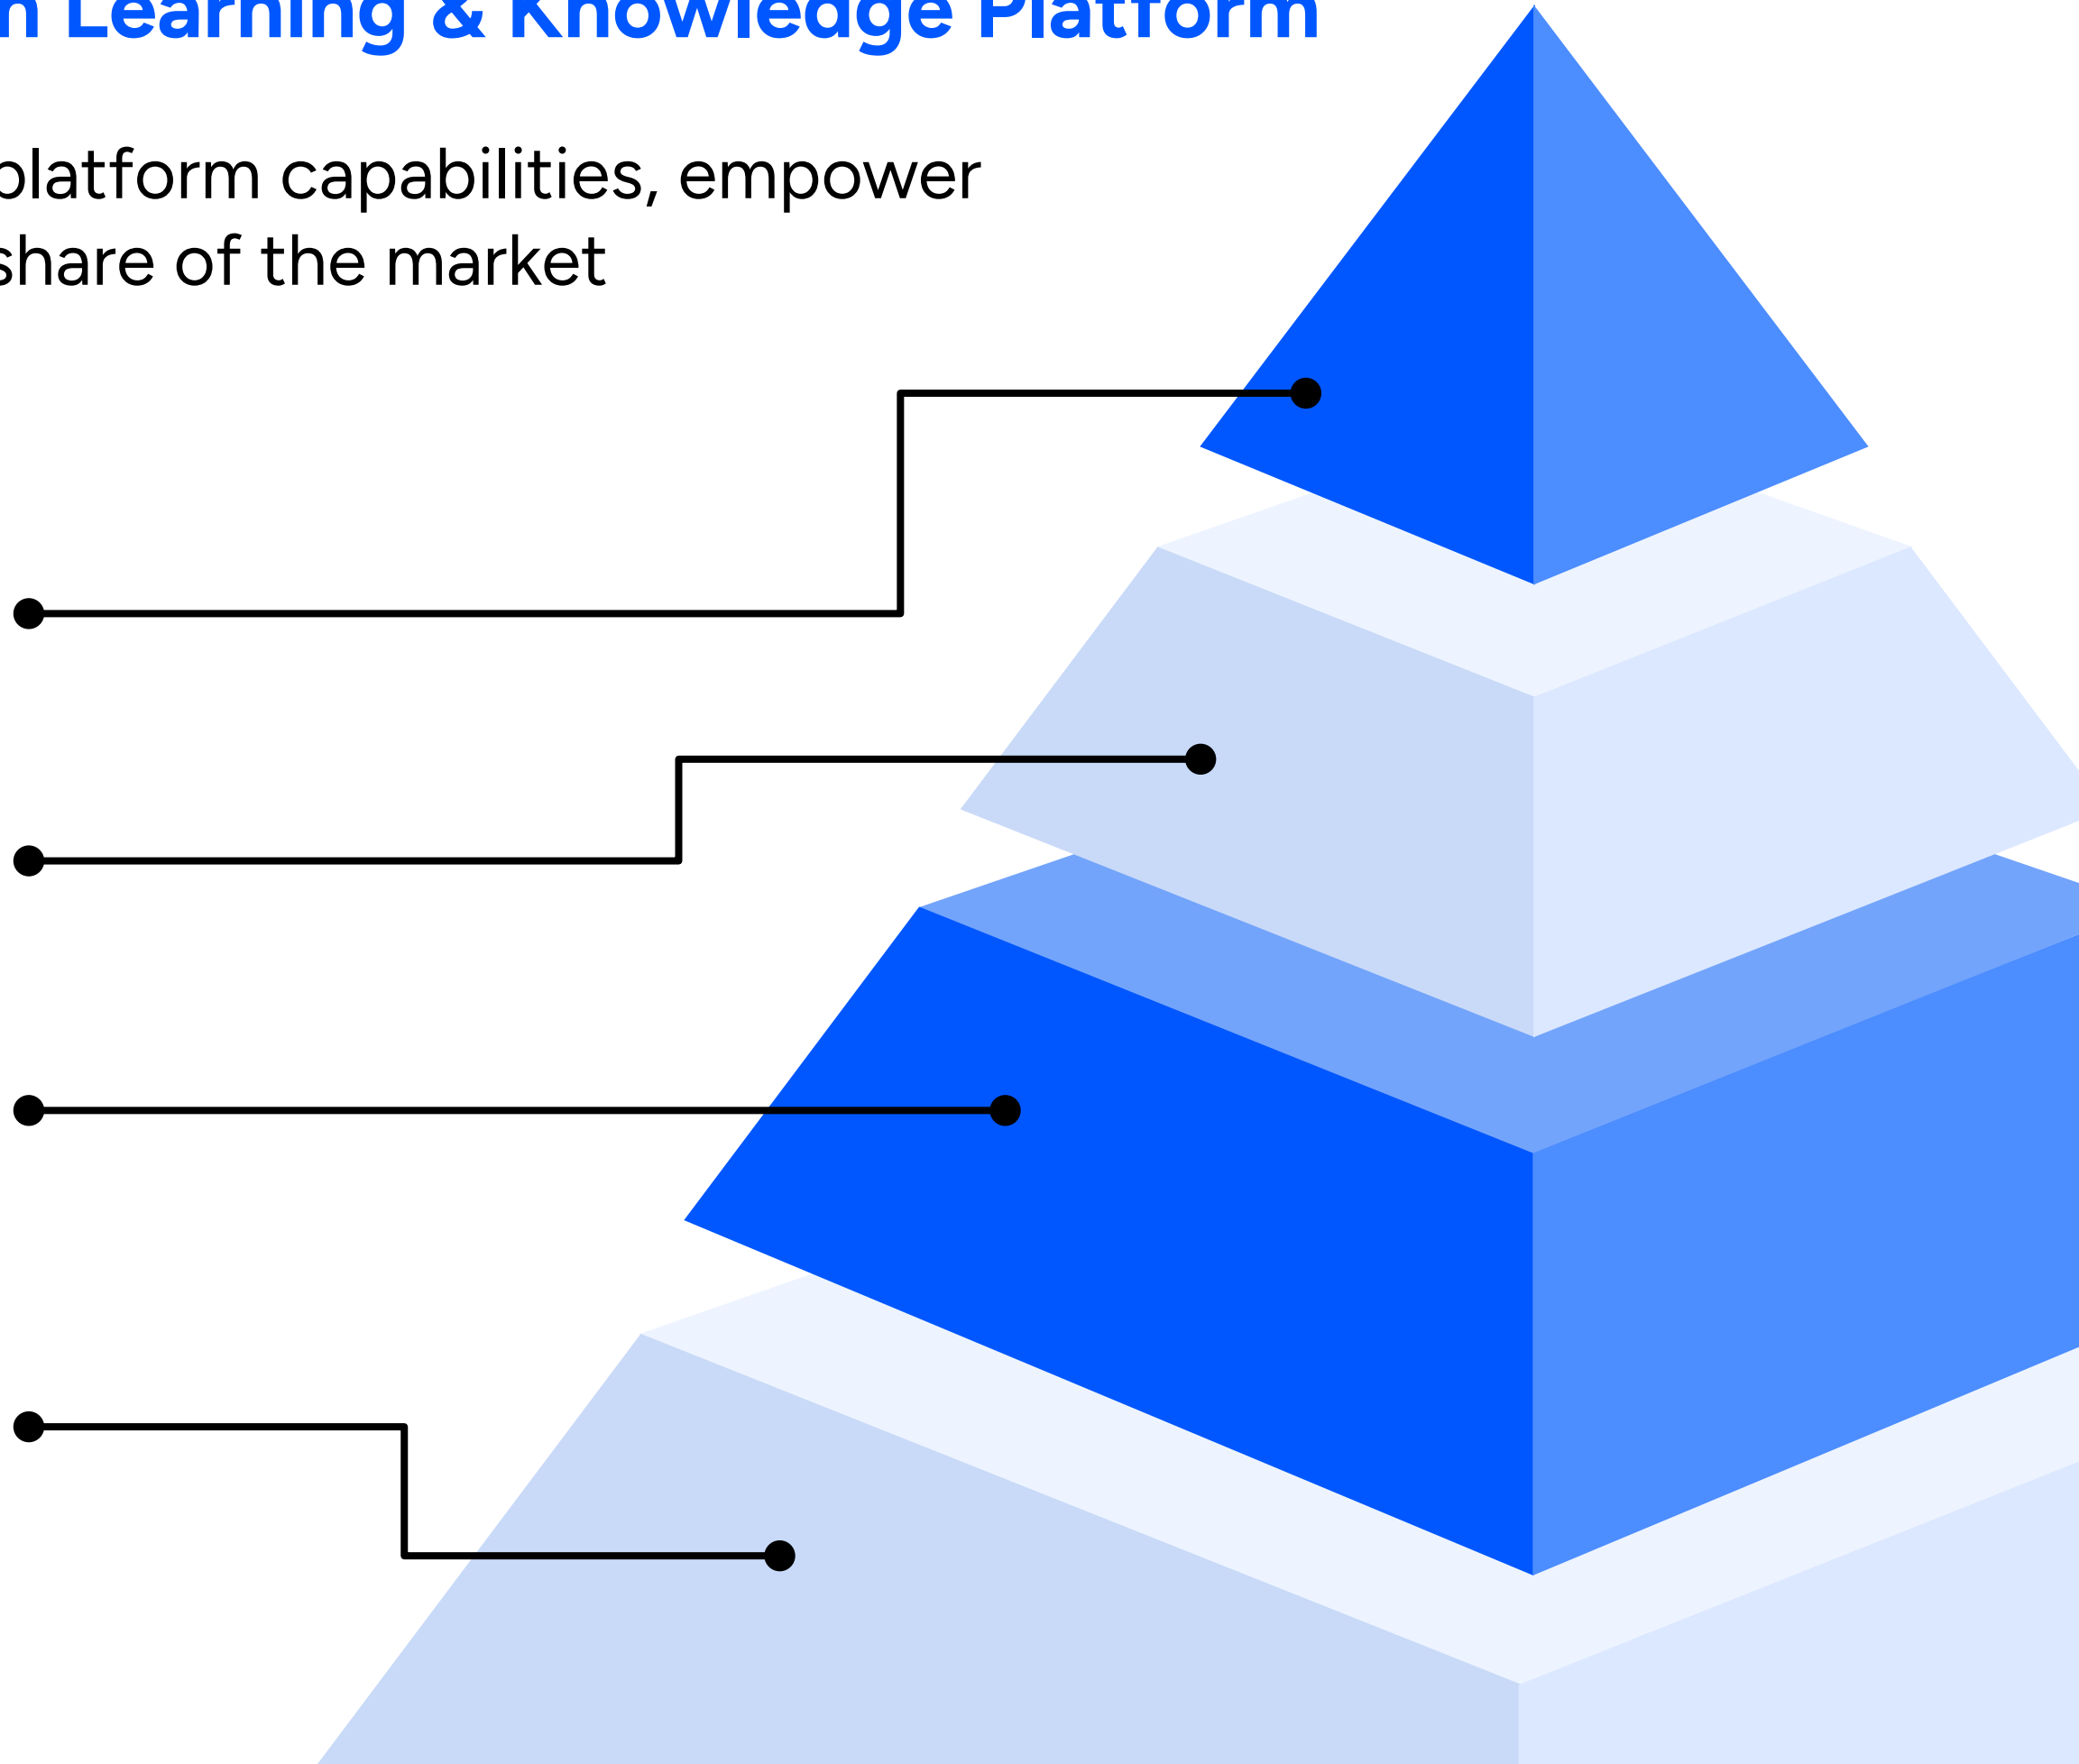 Learning & Knowledge Platform
platform capabilities, empower
share of the market